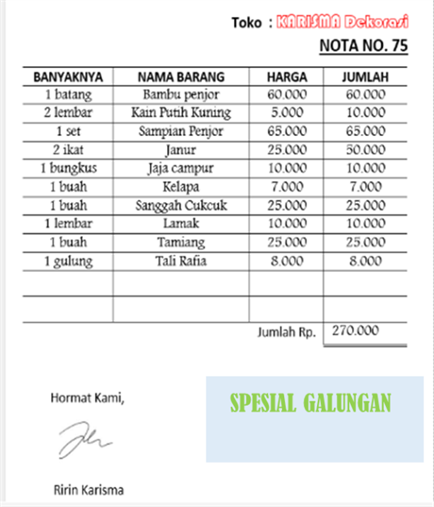 Toko : KARISMA Dekorasi
NOTA NO. 75
BANYAKNYA NAMA BARANG HARGA JUMLAH
1 batang Bambu penjor 60.000 60.000
2 lembar Kain Putih Kuning 5.000 10.000
1 set Sampian Penjor 65.000 65.000
2 ikat Janur 25.000 50.000
1 bungkus Jaja campur 10.000 10.000
1 buah Kelapa 7.000 7.000
1 buah Sanggah Cukcuk 25.000 25.000
1 lembar Lamak 10.000 10.000
1 buah Tamiang 25.000 25.000
1 gulung Tali Rafia 8.000 8.000
Jumlah Rp. 270.000
Hormat Kami,
SPESIAL GALUNGAN
Ririn Karisma